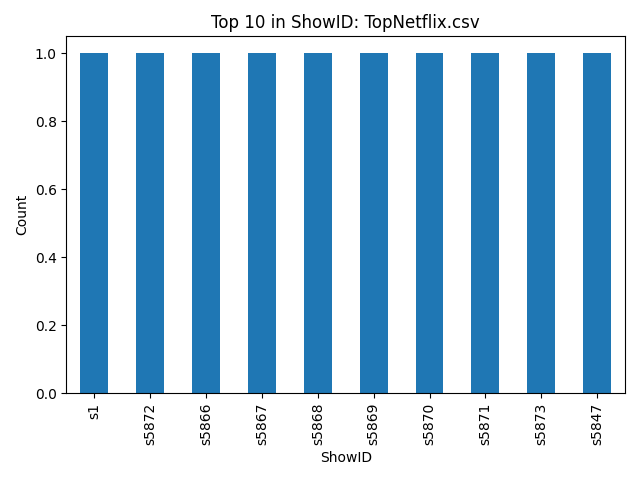 Top 10 in ShowID: TopNetflix.csv
1.0
0.8
0.6
0.4
0.2
0.0
Count
s1
s5872
s5866
s5867
s5868
s5869
s5870
s5871
s5873
s5847
ShowID